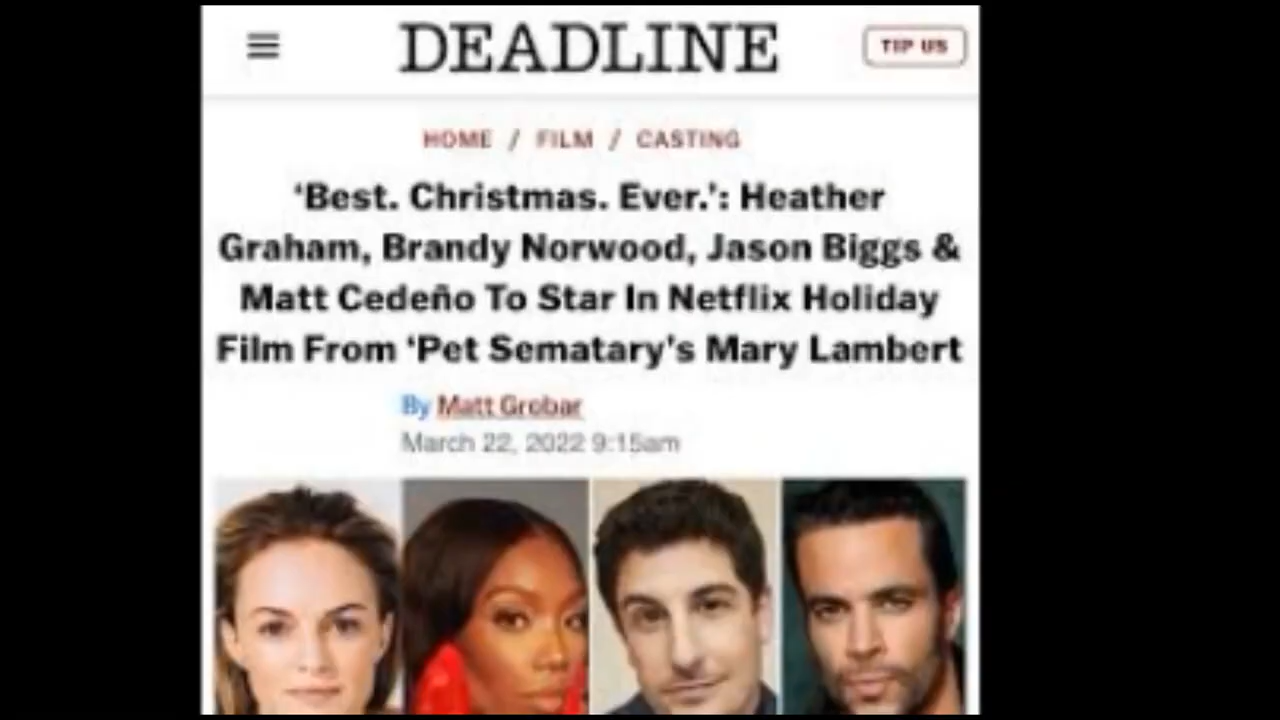 DEADLINE
TIP US
HOME / FILM / CASTING
‘Best. Christmas. Ever.’: Heather
Graham, Brandy Norwood, Jason Biggs &
Matt Cedeño To Star In Netflix Holiday
Film From ‘Pet Sematary’s Mary Lambert
By Matt Grobar
March 22, 2022 9:15am